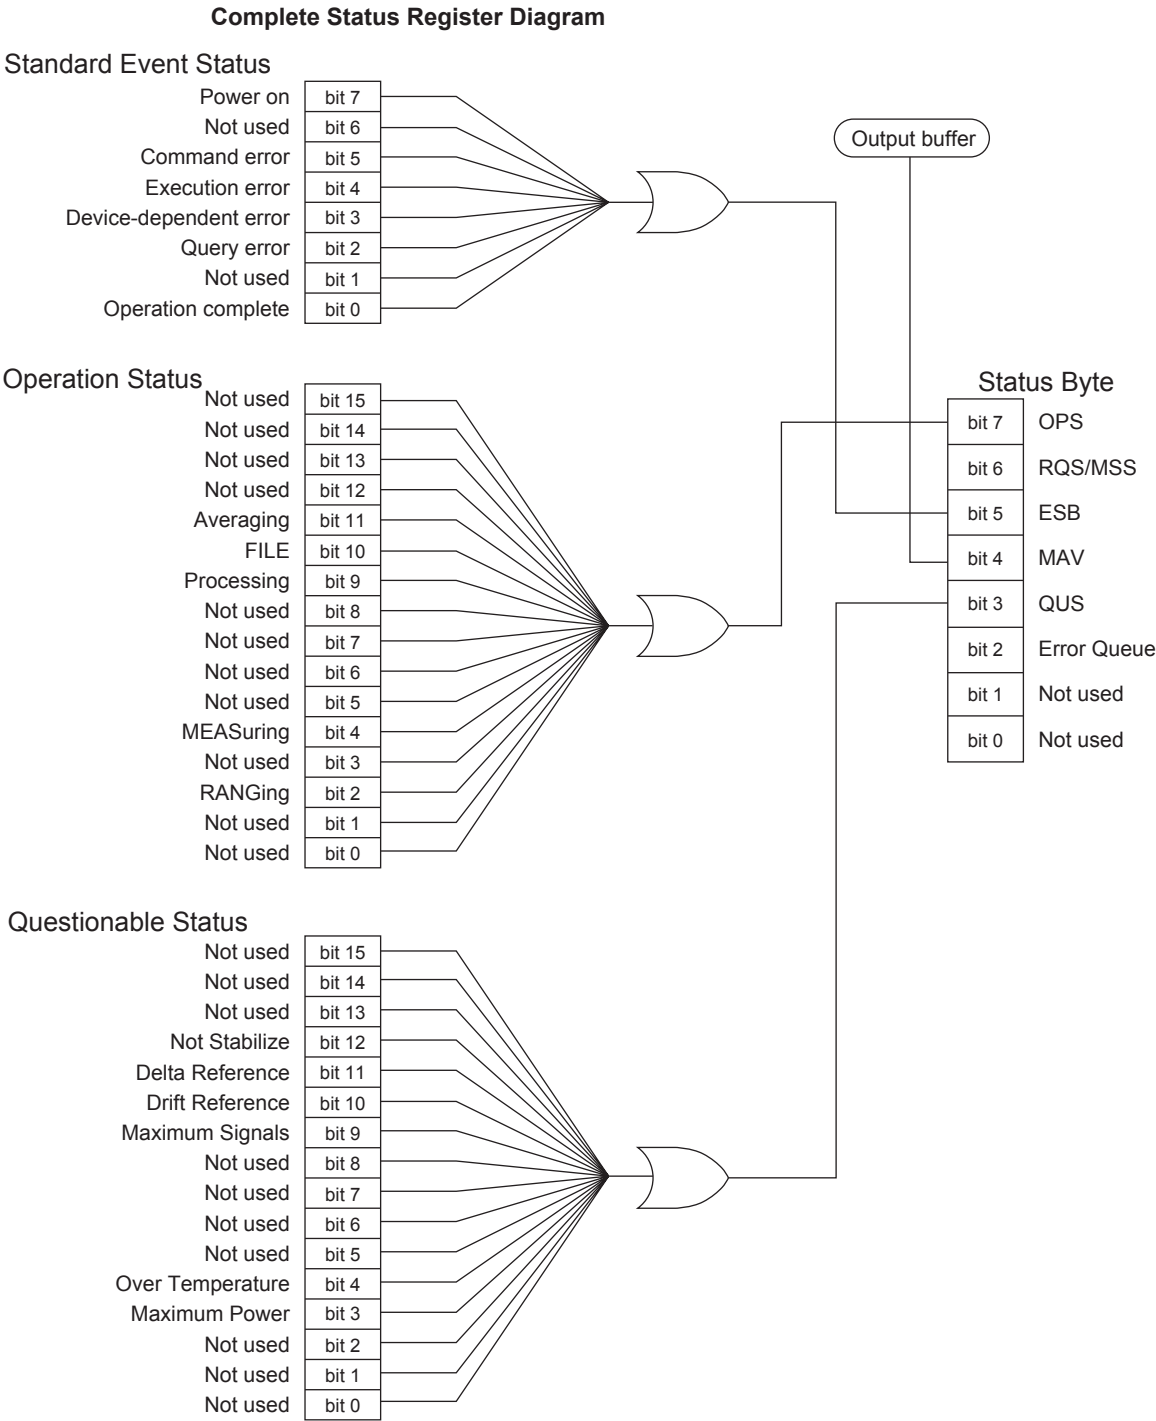 Complete Status Register Diagram
Standard Event Status
Power on bit 7
Not used bit 6
Command error bit 5
Execution error bit 4
Device-dependent error bit 3
Query error bit 2
Not used bit 1
Operation complete bit 0
Output buffer
Operation Status
Not used bit 15
Not used bit 14
Not used bit 13
Not used bit 12
Averaging bit 11
FILE bit 10
Processing bit 9
Not used bit 8
Not used bit 7
Not used bit 6
Not used bit 5
MEASuring bit 4
Not used bit 3
RANGing bit 2
Not used bit 1
Not used bit 0
Status Byte
bit 7 OPS
bit 6 RQS/MSS
bit 5 ESB
bit 4 MAV
bit 3 QUS
bit 2 Error Queue
bit 1 Not used
bit 0 Not used
Questionable Status
Not used bit 15
Not used bit 14
Not used bit 13
Not Stabilize bit 12
Delta Reference bit 11
Drift Reference bit 10
Maximum Signals bit 9
Not used bit 8
Not used bit 7
Not used bit 6
Not used bit 5
Over Temperature bit 4
Maximum Power bit 3
Not used bit 2
Not used bit 1
Not used bit 0